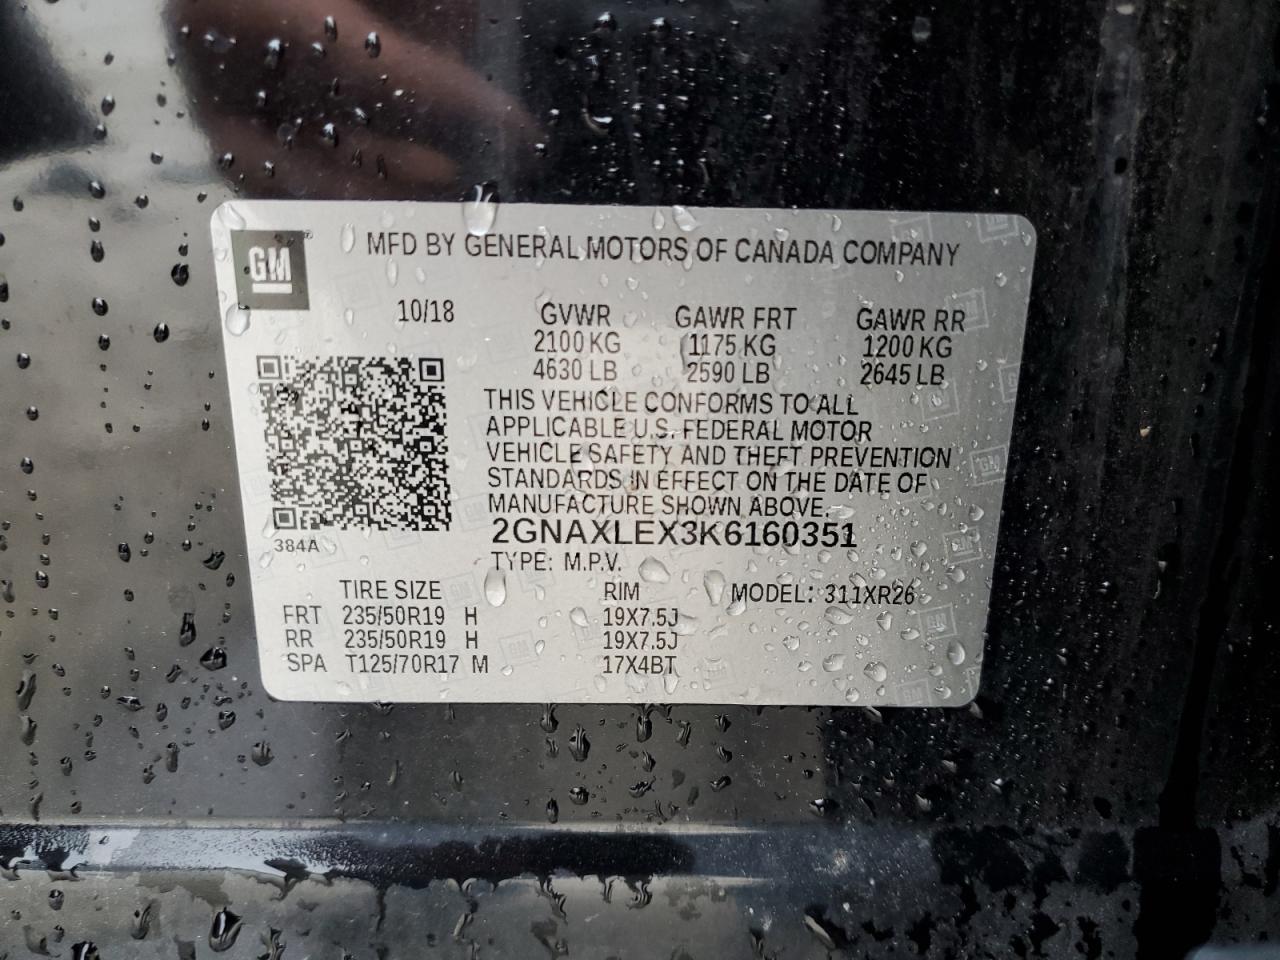 GM
MFD BY GENERAL MOTORS OF CANADA COMPANY
10/18 GVWR GAWR FRT GAWR RR
2100 KG 1175 KG 1200 KG
4630 LB 2590 LB 2645 LB
THIS VEHICLE CONFORMS TO ALL
APPLICABLE U.S. FEDERAL MOTOR
VEHICLE SAFETY AND THEFT PREVENTION
STANDARDS IN EFFECT ON THE DATE OF
MANUFACTURE SHOWN ABOVE.
2GNAXLEX3K6160351
384A
TYPE: M.P.V.
TIRE SIZE RIM MODEL: 311XR26
FRT 235/50R19 H 19X7.5J
RR 235/50R19 H 19X7.5J
SPA T125/70R17 M 17X4BT